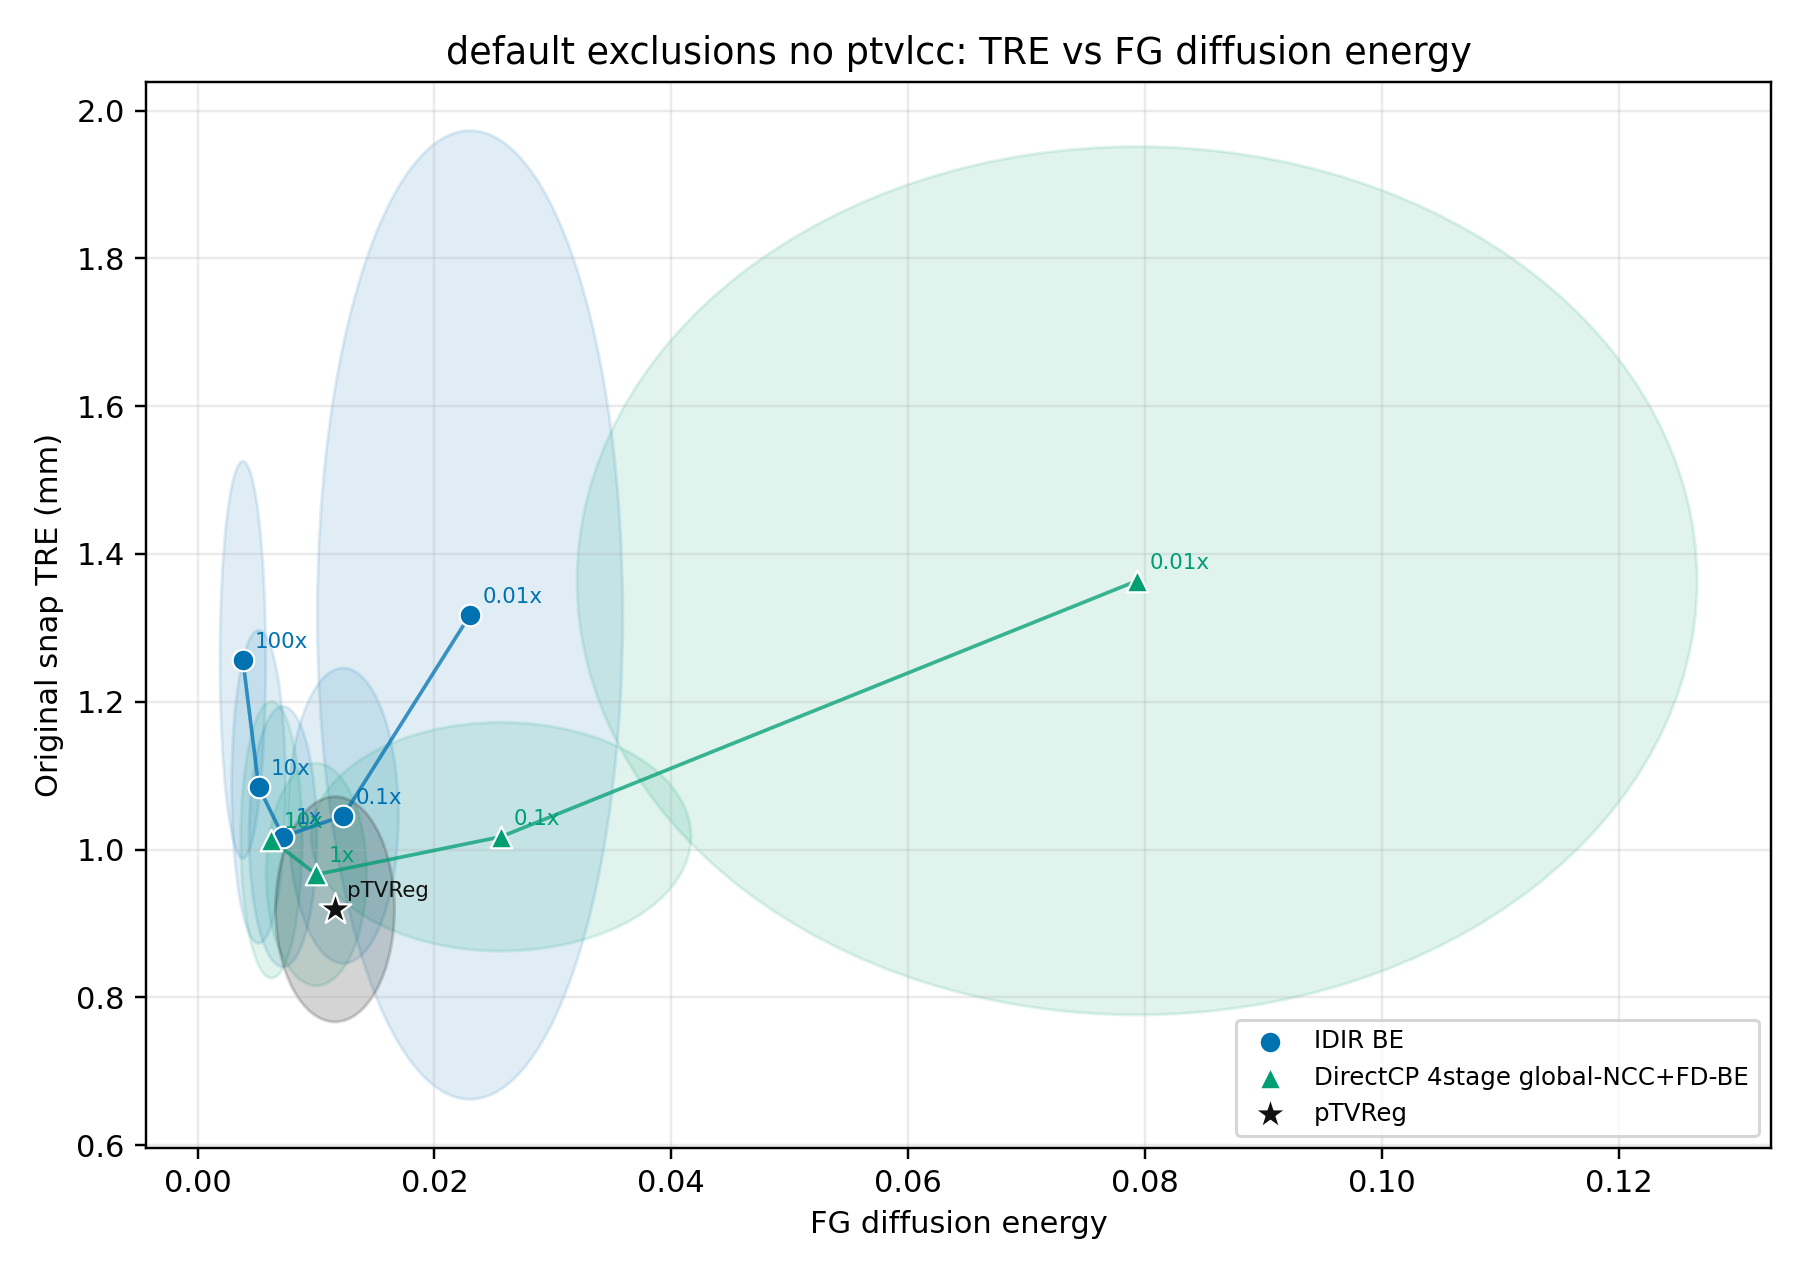 default exclusions no ptvlcc: TRE vs FG diffusion energy
Original snap TRE (mm)
2.0
1.8
1.6
1.4
1.2
1.0
0.8
0.6
0.01x
0.01x
100x
10x
0.1x
1x
10x
0.1x
1x
pTVReg
IDIR BE
DirectCP 4stage global-NCC+FD-BE
pTVReg
0.00
0.02
0.04
0.06
0.08
0.10
0.12
FG diffusion energy